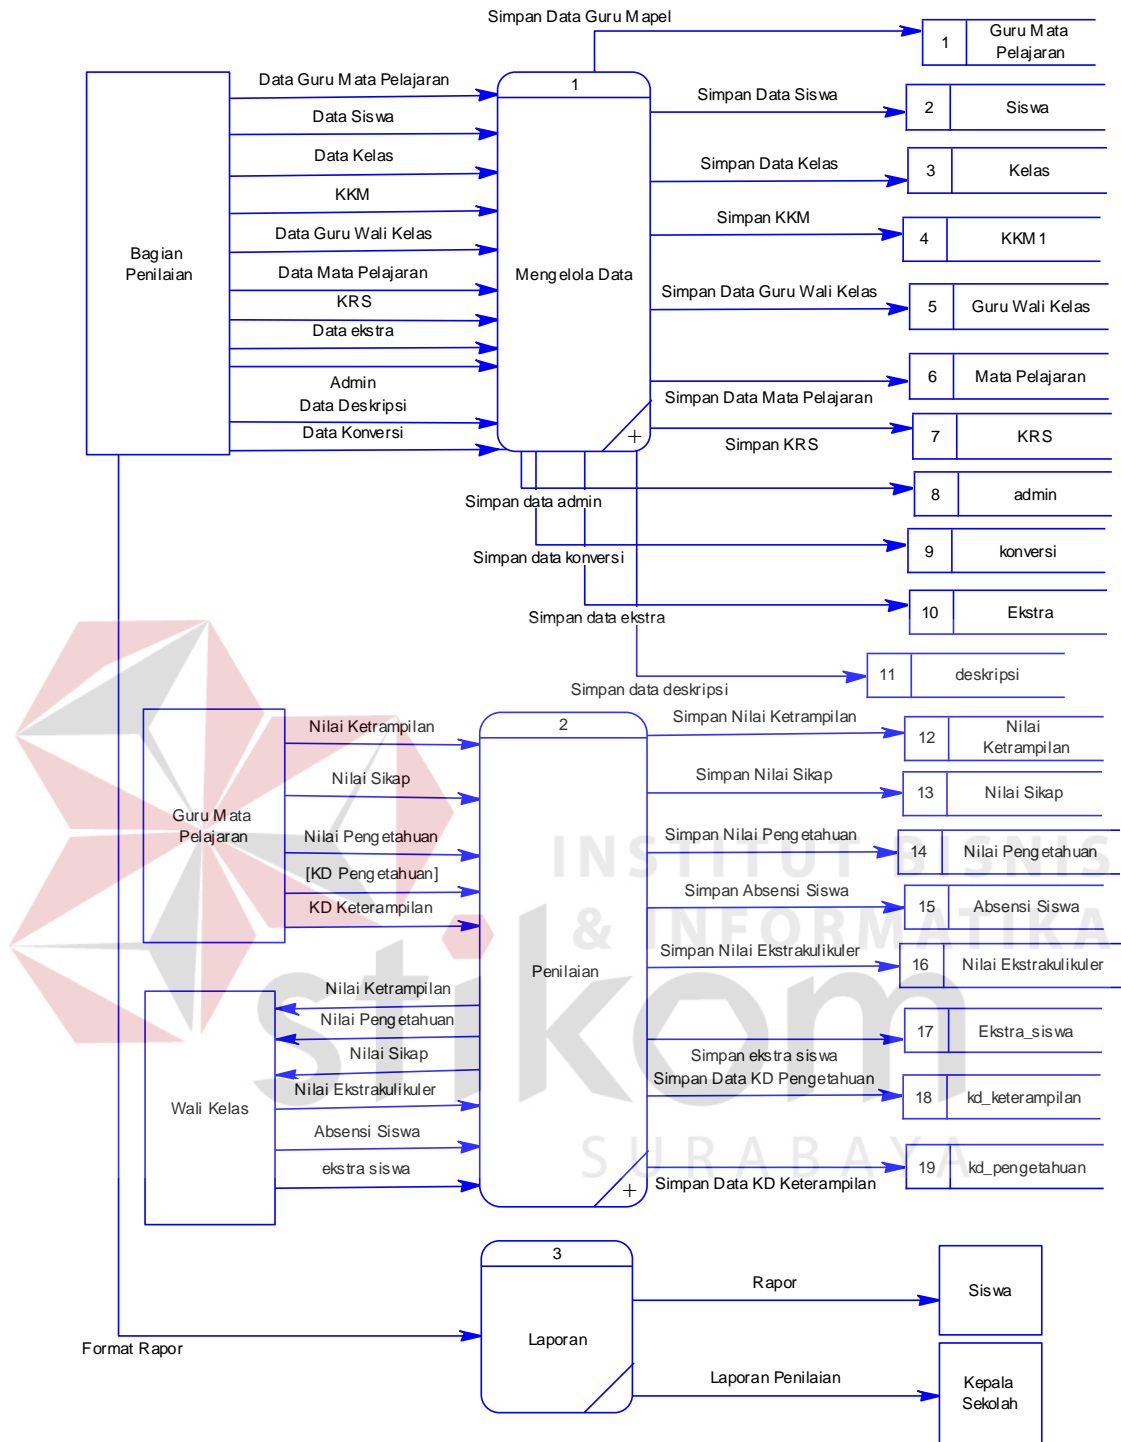 Simpan Data Guru Mapel
1
Guru Mata
Pelajaran
Bagian
Penilaian
Data Guru Mata Pelajaran
Data Siswa
Data Kelas
KKM
Data Guru Wali Kelas
Data Mata Pelajaran
KRS
Data ekstra
Admin
Data Deskripsi
Data Konversi
1
Mengelola Data
+
Simpan Data Siswa
2
Siswa
Simpan Data Kelas
3
Kelas
Simpan KKM
4
KKM1
Simpan Data Guru Wali Kelas
5
Guru Wali Kelas
6
Mata Pelajaran
Simpan Data Mata Pelajaran
7
KRS
Simpan KRS
Simpan data admin
8
admin
Simpan data konversi
9
konversi
Simpan data ekstra
10
Ekstra
Simpan data deskripsi
11
deskripsi
Guru Mata
Pelajaran
Nilai Ketrampilan
Nilai Sikap
Nilai Pengetahuan
[KD Pengetahuan]
KD Keterampilan
2
Penilaian
+
Wali Kelas
Nilai Ketrampilan
Nilai Pengetahuan
Nilai Sikap
Nilai Ekstrakulikuler
Absensi Siswa
ekstra siswa
Simpan Nilai Ketrampilan
12
Nilai
Ketrampilan
Simpan Nilai Sikap
13
Nilai Sikap
Simpan Nilai Pengetahuan
14
Nilai Pengetahuan
Simpan Absensi Siswa
15
Absensi Siswa
Simpan Nilai Ekstrakulikuler
16
Nilai Ekstrakulikuler
Simpan ekstra siswa
17
Ekstra_siswa
Simpan Data KD Pengetahuan
18
kd_keterampilan
Simpan Data KD Keterampilan
19
kd_pengetahuan
INSTITUT BISNIS
& INFORMATIKA
stikom
SURABAYA
Format Rapor
3
Laporan
Rapor
Siswa
Laporan Penilaian
Kepala
Sekolah